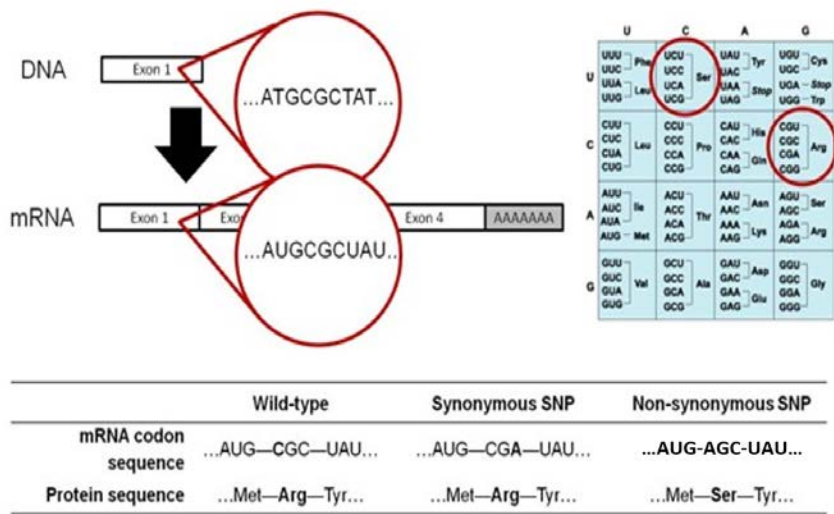 DNA
Exon 1
...ATGCGCTAT...
mRNA
Exon 1
Exo
Exon 4
AAAAAAA
...AUGCGCUAU...
U C A G
U
UUU
UUC
Phe
UUA
UUG
Leu
UCU
UCC
UCA
UCG
Ser
UAU
UAC
Tyr
UAA
UAG
Stop
UGU
UGC
Cys
UGA
Stop
UGG
Trp
C
CUU
CUC
CUA
CUG
Leu
CCU
CCC
CCA
CCG
Pro
CAU
CAC
His
CAA
CAG
Gln
CGU
CGC
CGA
CGG
Arg
A
AUU
AUC
AUA
Ile
AUG
Met
ACU
ACC
ACA
ACG
Thr
AAU
AAC
Asn
AAA
AAG
Lys
AGU
AGC
Ser
AGA
AGG
Arg
G
GUU
GUC
GUA
GUG
Val
GCU
GCC
GCA
GCG
Ala
GAU
GAC
Asp
GAA
GAG
Glu
GGU
GGC
GGA
GGG
Gly
Wild-type Synonymous SNP Non-synonymous SNP
mRNA codon
sequence
...AUG—CGC—UAU... ...AUG—CGA—UAU... ...AUG-AGC-UAU...
Protein sequence ...Met—Arg—Tyr... ...Met—Arg—Tyr... ...Met—Ser—Tyr...